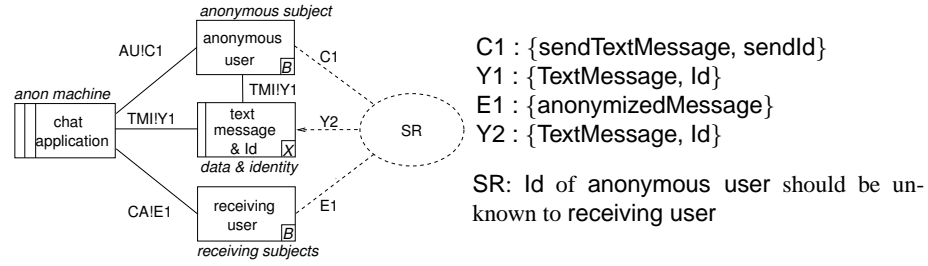 anonymous subject
anonymous
user
B
AU!C1
C1
TMI!Y1
anon machine
chat
application
TMI!Y1
text
message
& Id
X
data & identity
Y2
SR
CA!E1
receiving
user
B
E1
receiving subjects
C1 : {sendTextMessage, sendId}
Y1 : {TextMessage, Id}
E1 : {anonymizedMessage}
Y2 : {TextMessage, Id}
SR: Id of anonymous user should be un-
known to receiving user